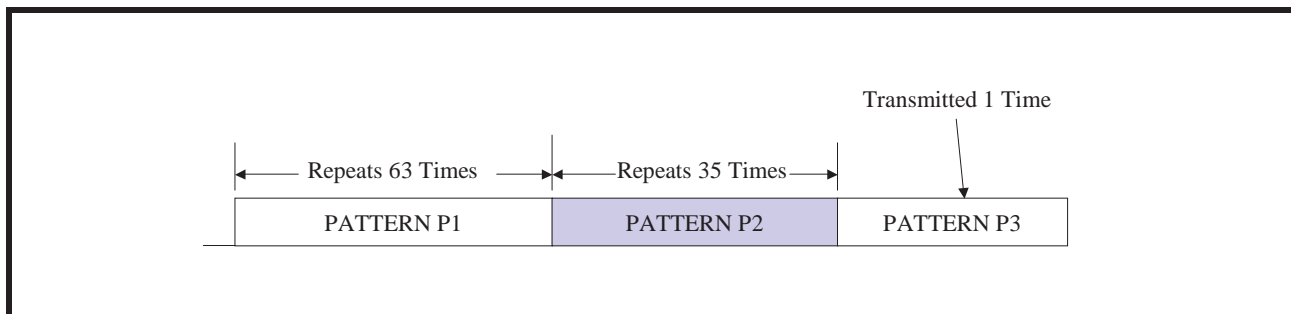 Transmitted 1 Time
Repeats 63 Times
Repeats 35 Times
PATTERN P1
PATTERN P2
PATTERN P3